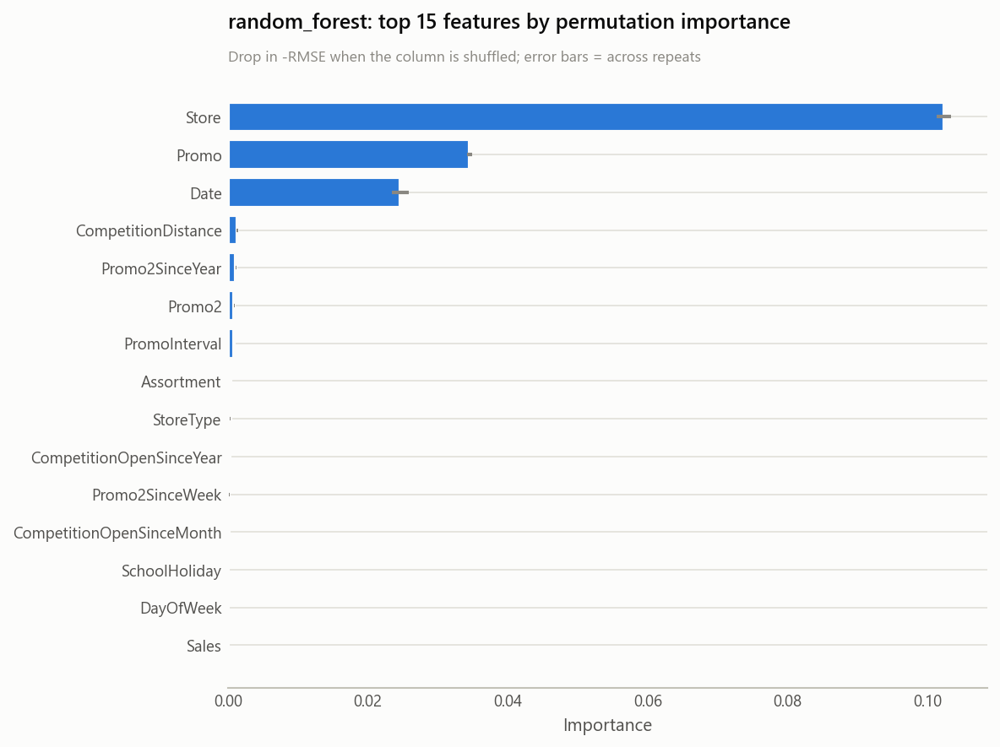 random_forest: top 15 features by permutation importance
Drop in -RMSE when the column is shuffled; error bars = across repeats
Store
Promo
Date
CompetitionDistance
Promo2SinceYear
Promo2
PromoInterval
Assortment
StoreType
CompetitionOpenSinceYear
Promo2SinceWeek
CompetitionOpenSinceMonth
SchoolHoliday
DayOfWeek
Sales
0.00 0.02 0.04 0.06 0.08 0.10
Importance